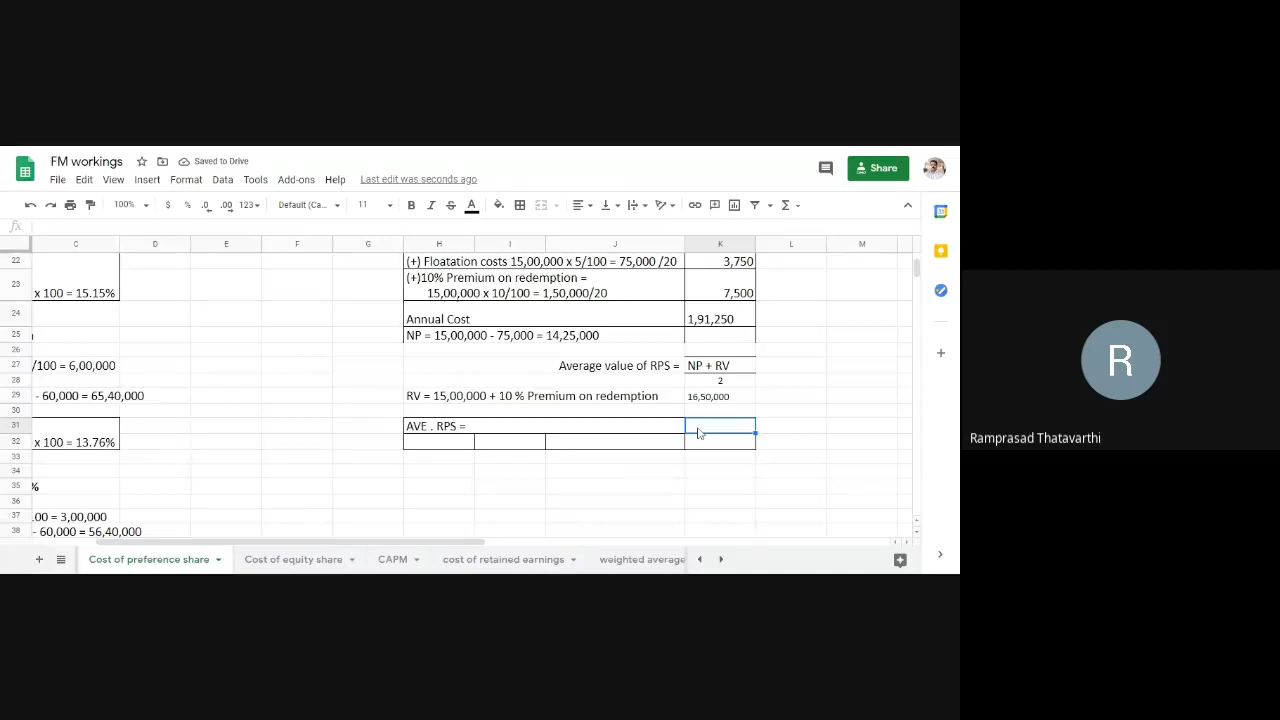 FM workings
Saved to Drive
File Edit View Insert Format Data Tools Add-ons Help Last edit was seconds ago
Share
100% $ % .0 .00 123 Default (Ca... 11 B I S A
fx
C D E F G H I J K L M
22 (+) Floatation costs 15,00,000 x 5/100 = 75,000 /20 3,750
(+)10% Premium on redemption =
23 x 100 = 15.15% 15,00,000 x 10/100 = 1,50,000/20 7,500
24 Annual Cost 1,91,250
25 NP = 15,00,000 - 75,000 = 14,25,000
26
27 /100 = 6,00,000 Average value of RPS = NP + RV
28 2
29 - 60,000 = 65,40,000 RV = 15,00,000 + 10 % Premium on redemption 16,50,000
30
31 AVE . RPS =
32 x 100 = 13.76%
33
34
35 %
36
37 .00 = 3,00,000
38 - 60,000 = 56,40,000
Cost of preference share Cost of equity share CAPM cost of retained earnings weighted average
R
Ramprasad Thatavarthi